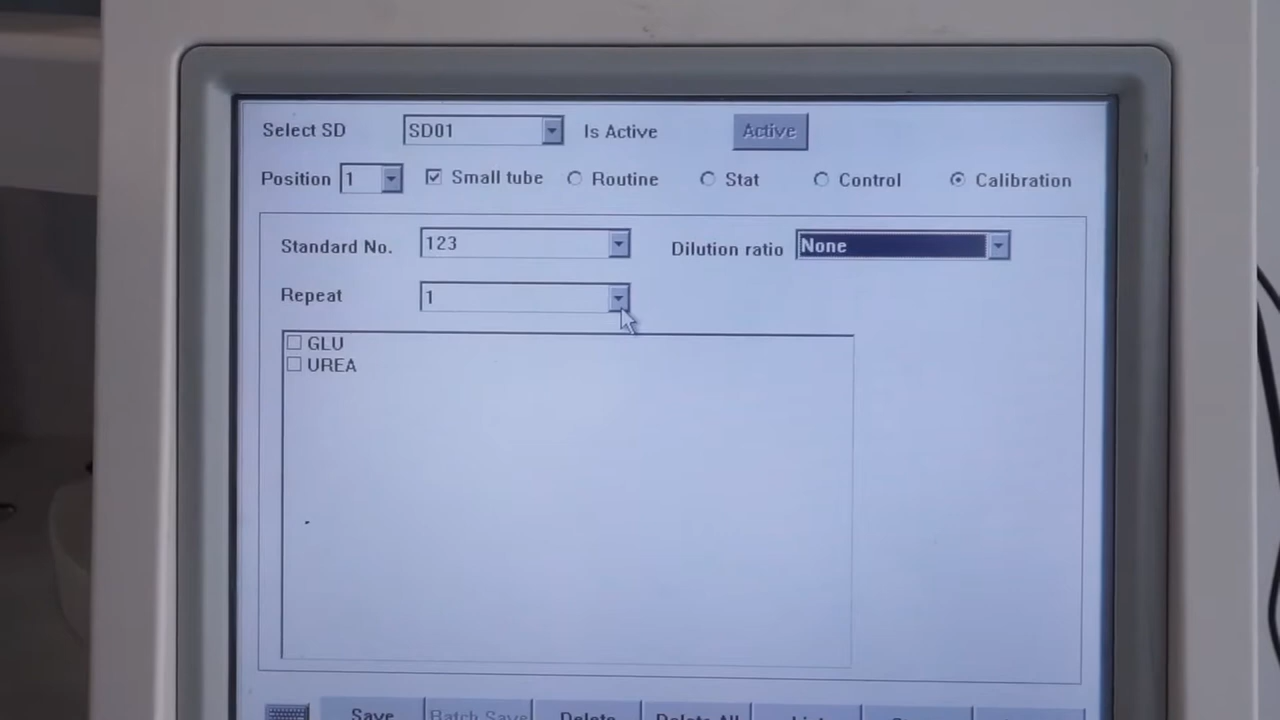 Select SD SD01 Is Active Active
Position 1 Small tube Routine Stat Control Calibration
Standard No. 123 Dilution ratio None
Repeat 1
GLU
UREA
Save Batch Save Delete Delete All